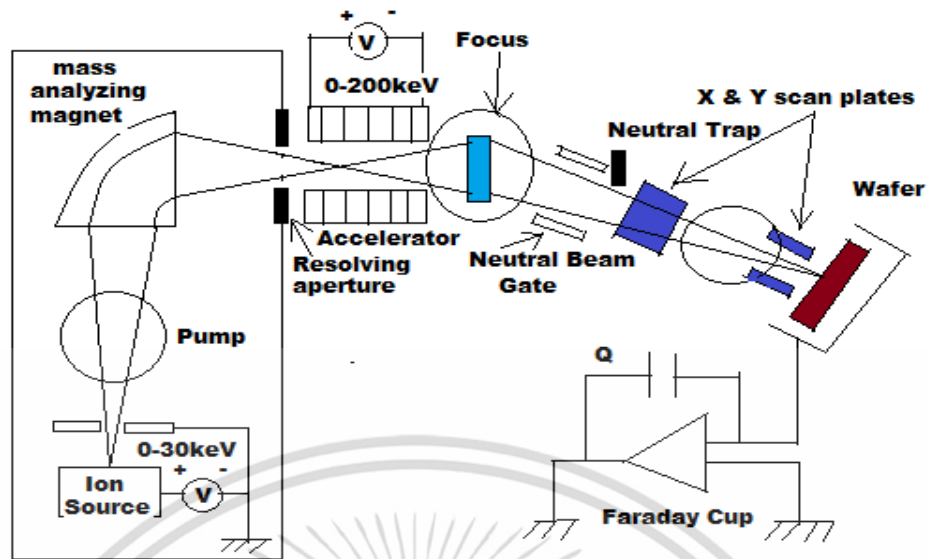 + -
V
0-200keV
Focus
mass
analyzing
magnet
X & Y scan plates
Neutral Trap
Wafer
Accelerator
Resolving
aperture
Neutral Beam
Gate
Pump
Q
0-30keV
+ -
V
Ion
Source
Faraday Cup